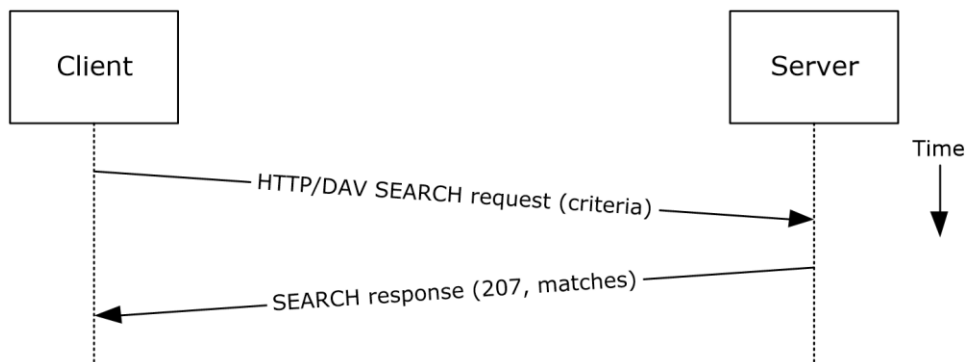 Client
Server
Time
HTTP/DAV SEARCH request (criteria)
SEARCH response (207, matches)